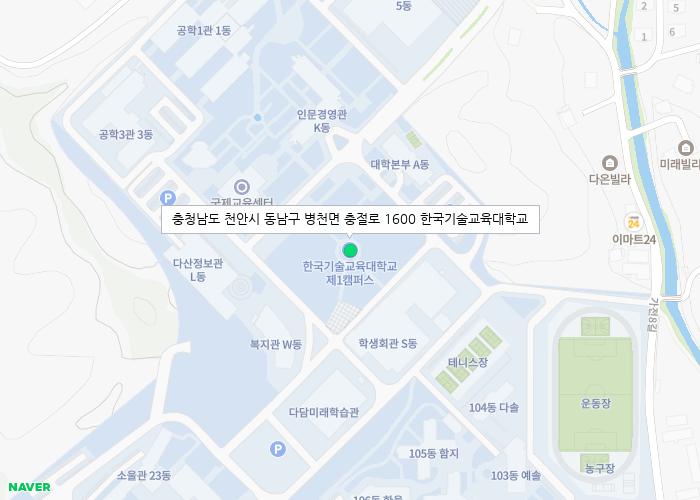 5동
2
5
1
6
공학1관 1동
인문경영관
K동
공학3관 3동
대학본부 A동
미래빌라
다온빌라
P
국제교육센터
충청남도 천안시 동남구 병천면 충절로 1600 한국기술교육대학교
24
이마트24
다산정보관
L동
한국기술교육대학교
제1캠퍼스
가전8길
복지관 W동
학생회관 S동
테니스장
운동장
다담미래학습관
104동 다솔
P
105동 함지
소울관 23동
103동 예솔
농구장
NAVER